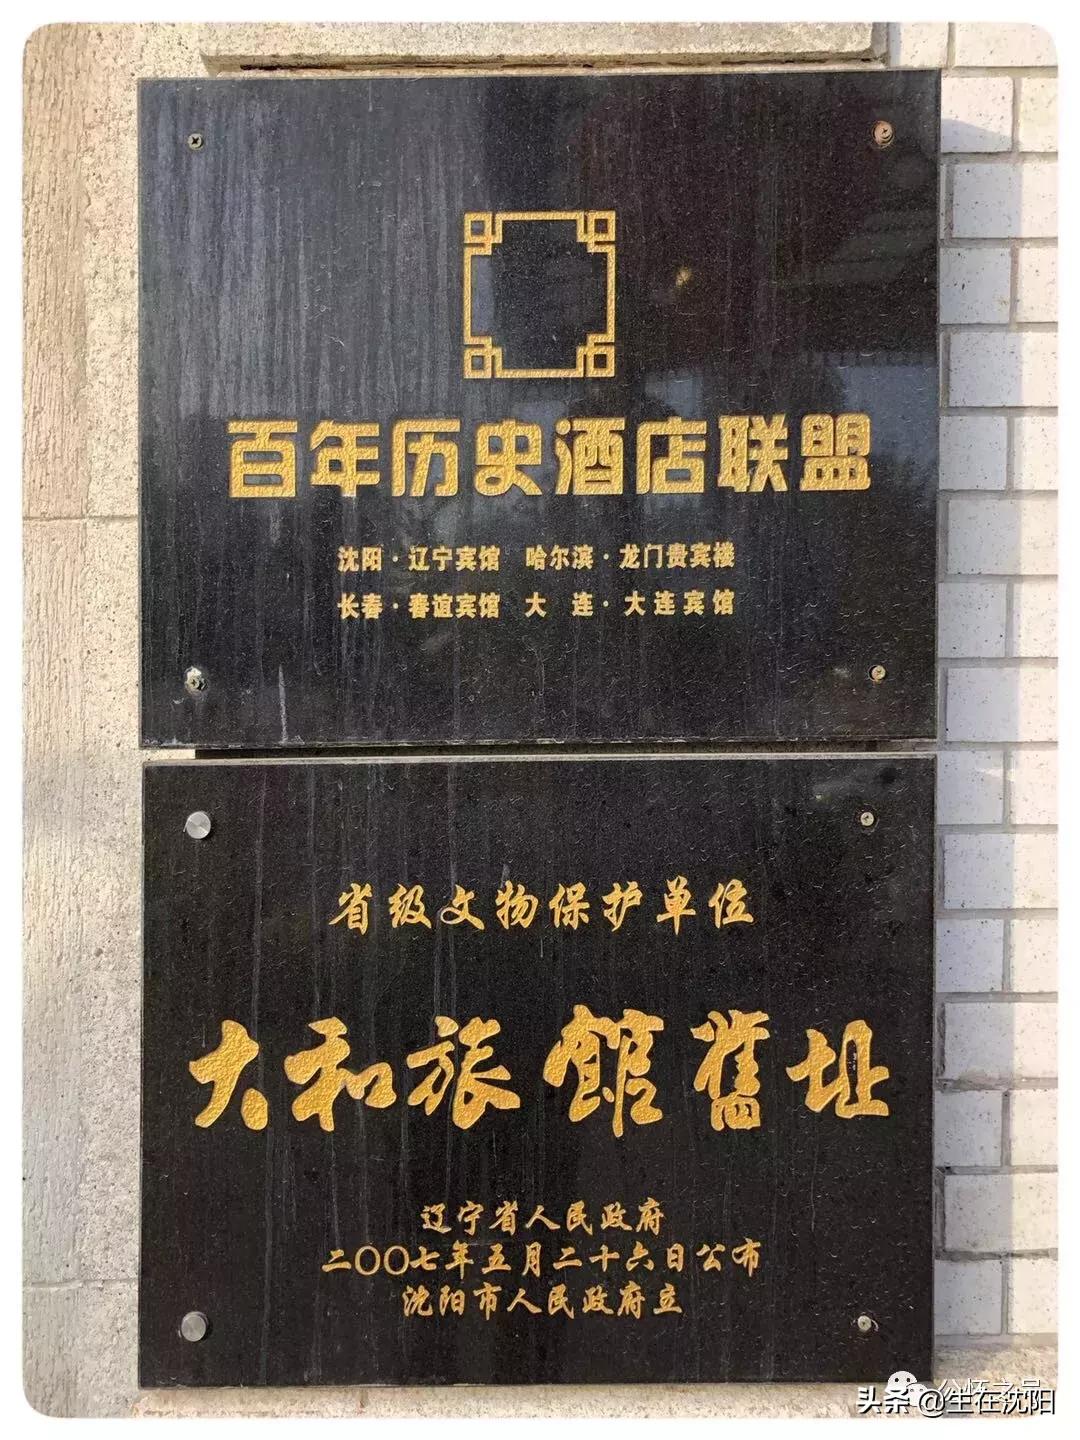 百年历史酒店联盟
沈阳·辽宁宾馆 哈尔滨·龙门贵宾楼
长春·春谊宾馆 大 连·大连宾馆
省级文物保护单位
大和旅館舊址
辽宁省人民政府
二〇〇七年五月二十六日公布
沈阳市人民政府立
头条@生在沈阳